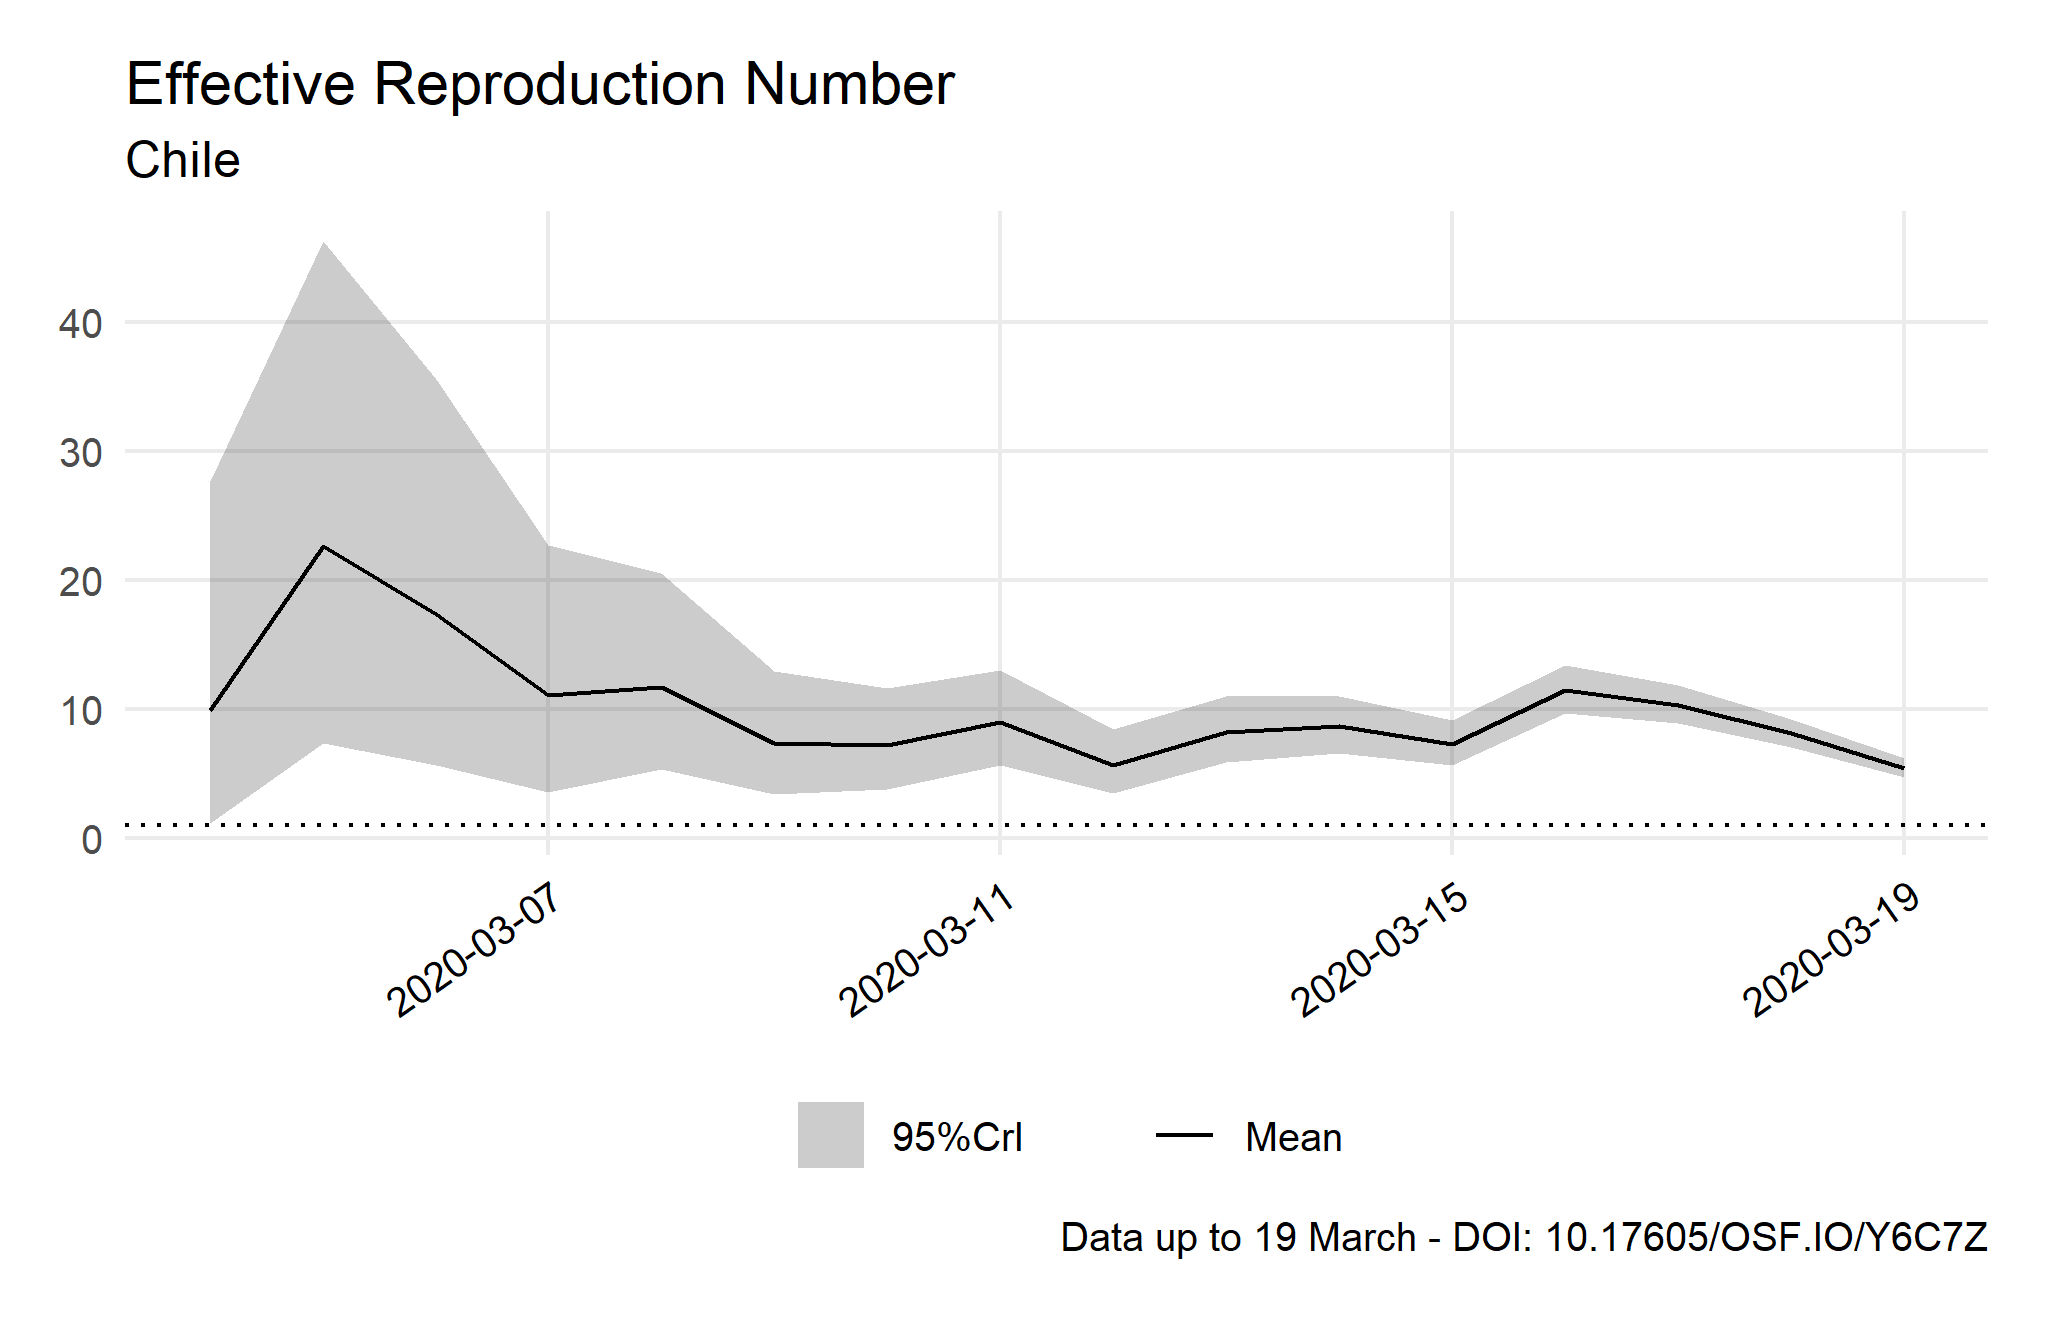 Effective Reproduction Number
Chile
40
30
20
10
0
2020-03-07
2020-03-11
2020-03-15
2020-03-19
95%CrI
Mean
Data up to 19 March - DOI: 10.17605/OSF.IO/Y6C7Z